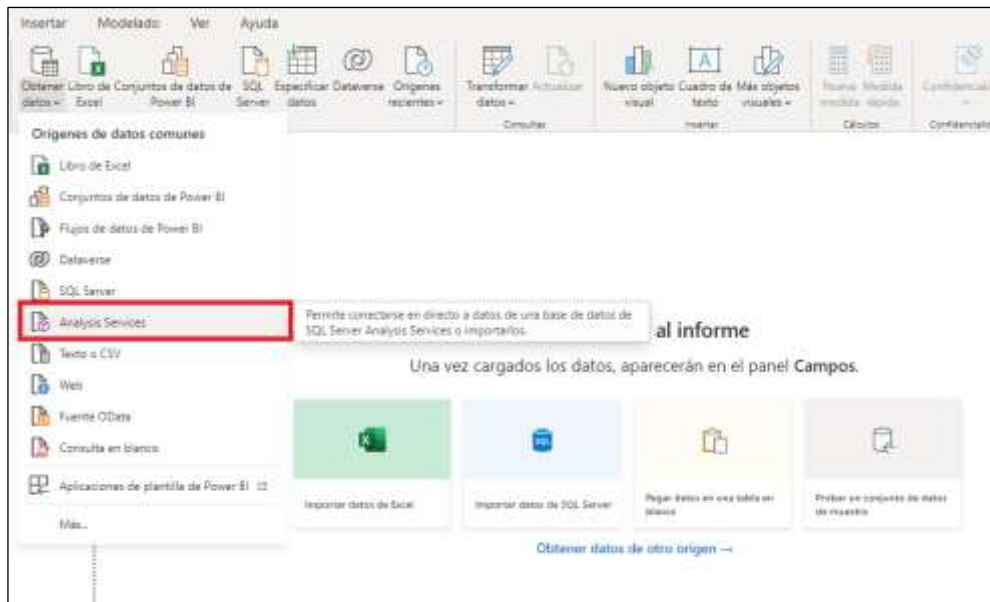 Insertar Modelado Ver Ayuda
Obtener Libro de Conjuntos de datos de SQL Especificar Dataverse Orígenes Transformar Actualizar Nuevo objeto Cuadro de Más objetos Nueva Medida
datos Excel Power BI Server datos recientes datos visual texto visuales medida rápida
Consultas Insertar Cálculos
Orígenes de datos comunes
Libro de Excel
Conjuntos de datos de Power BI
Flujos de datos de Power BI
Dataverse
SQL Server
Analysis Services
Permite conectarse en directo a datos de una base de datos de
SQL Server Analysis Services o importarlos.
al informe
Texto o CSV
Una vez cargados los datos, aparecerán en el panel Campos.
Web
Fuente OData
Consulta en blanco
Aplicaciones de plantilla de Power BI
Más...
Importar datos de Excel
Importar datos de SQL Server
Pegar datos en una tabla en
blanco
Probar un conjunto de datos
de muestra
Obtener datos de otro origen →